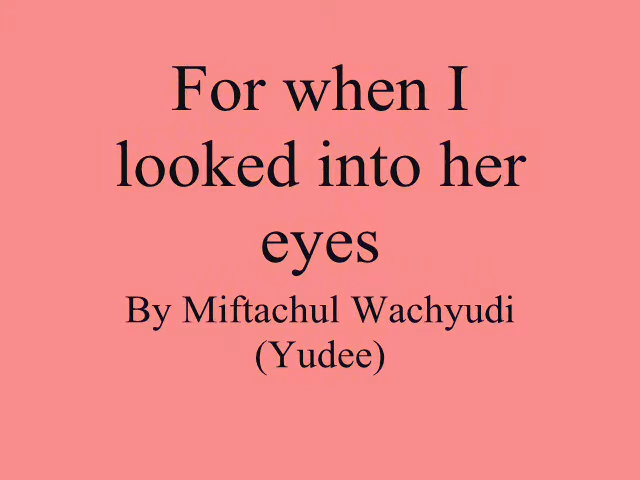 For when I
looked into her
eyes
By Miftachul Wachyudi
(Yudee)